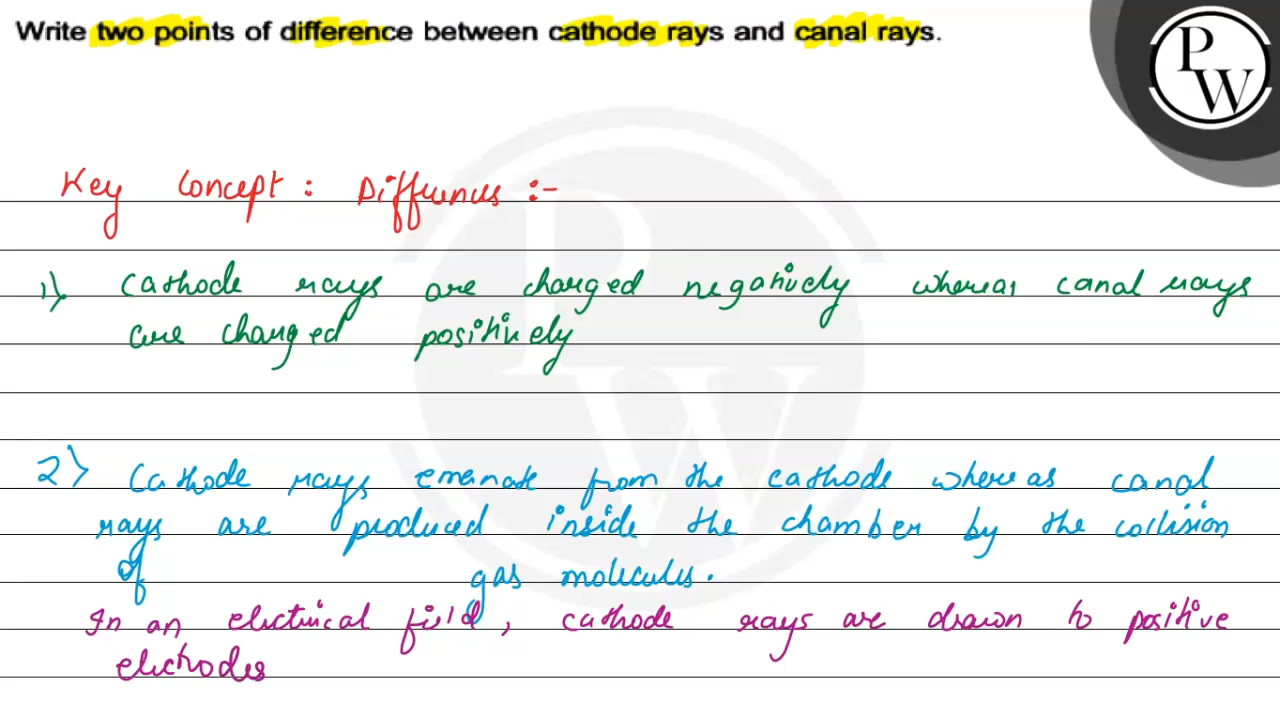 Write two points of difference between cathode rays and canal rays.
P
W
Key Concept : Differences :-
1) Cathode rays are charged negatively whereas canal rays
are charged positively
2) Cathode rays emanate from the cathode whereas canal
rays are produced inside the chamber by the collision
of gas molecules.
In an electrical field, cathode rays are drawn to positive
electrodes